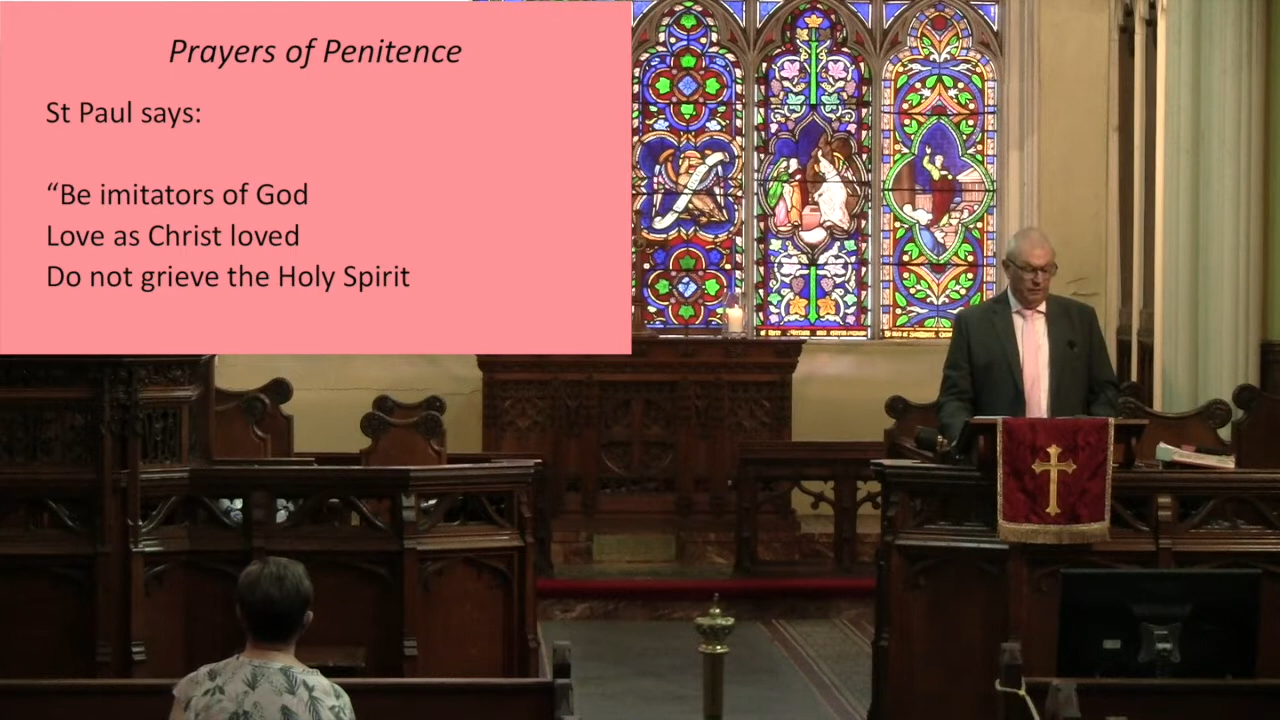 Prayers of Penitence
St Paul says:
“Be imitators of God
Love as Christ loved
Do not grieve the Holy Spirit